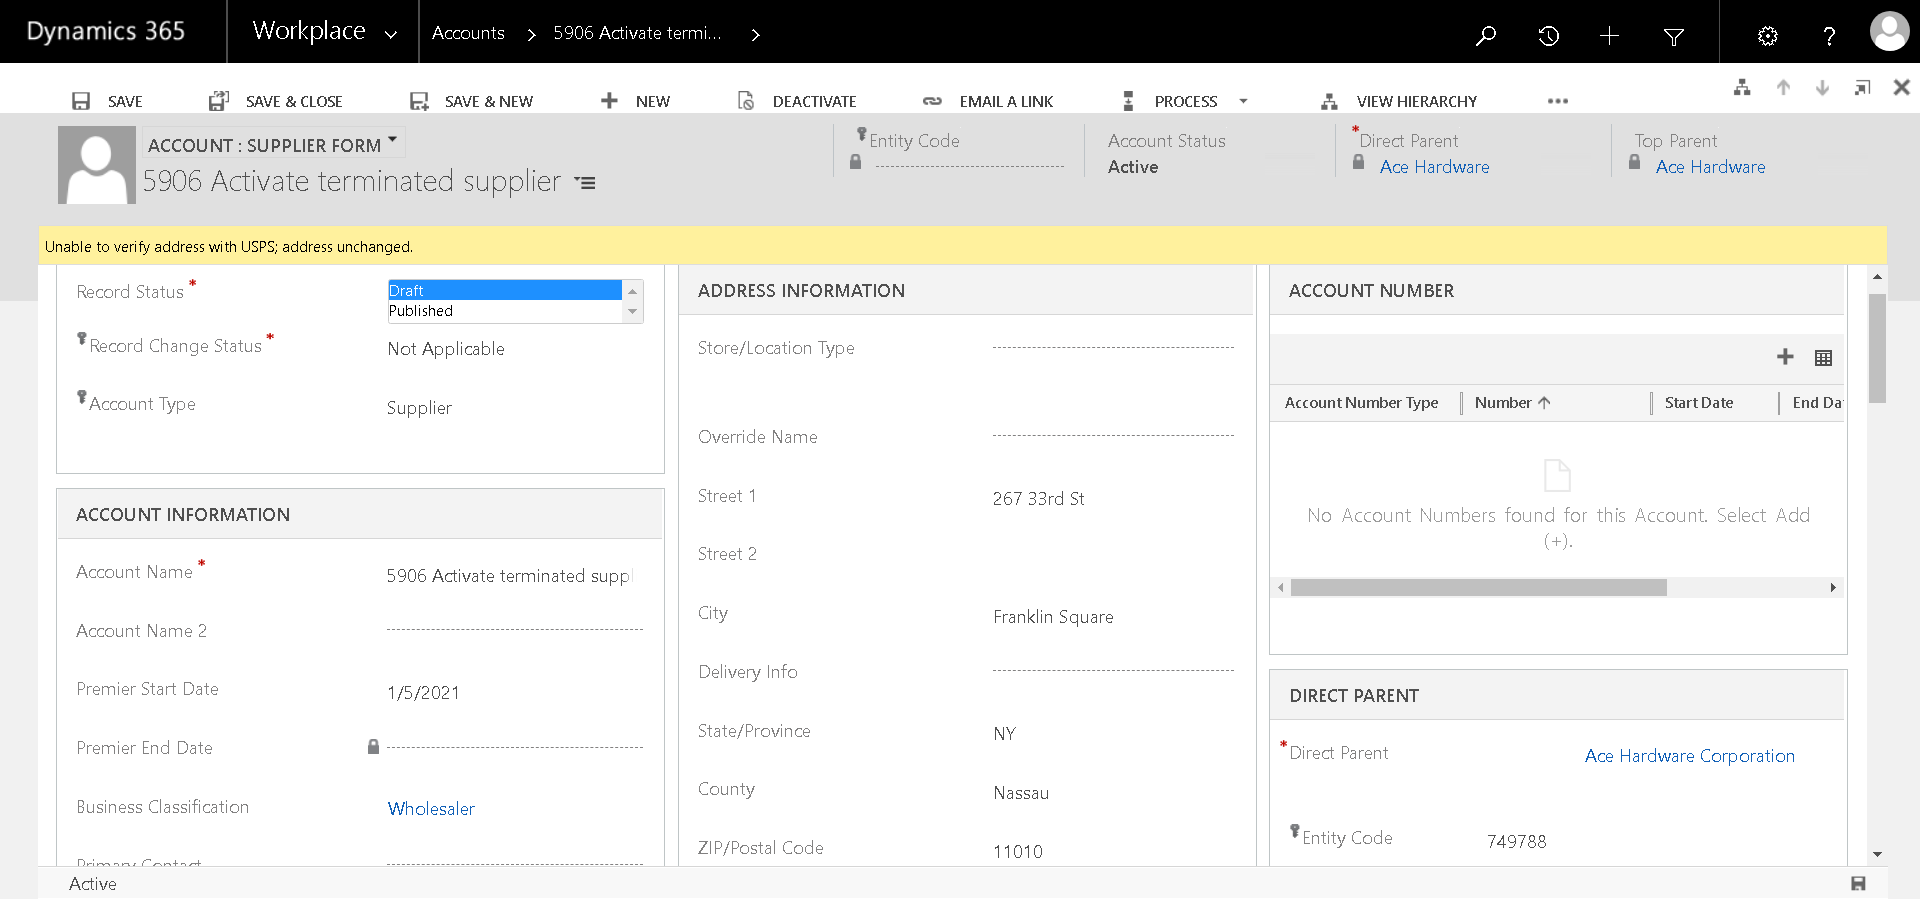 Dynamics 365
Workplace
Accounts
5906 Activate termi...
SAVE
SAVE & CLOSE
SAVE & NEW
NEW
DEACTIVATE
EMAIL A LINK
PROCESS
VIEW HIERARCHY
ACCOUNT : SUPPLIER FORM
5906 Activate terminated supplier
Entity Code
Account Status
Active
*Direct Parent
Ace Hardware
Top Parent
Ace Hardware
Unable to verify address with USPS; address unchanged.
Record Status *
Draft
Published
Record Change Status *
Not Applicable
Account Type
Supplier
ACCOUNT INFORMATION
Account Name *
5906 Activate terminated suppl
Account Name 2
Premier Start Date
1/5/2021
Premier End Date
Business Classification
Wholesaler
Primary Contact
ADDRESS INFORMATION
Store/Location Type
Override Name
Street 1
267 33rd St
Street 2
City
Franklin Square
Delivery Info
State/Province
NY
County
Nassau
ZIP/Postal Code
11010
ACCOUNT NUMBER
Account Number Type
Number
Start Date
End Da
No Account Numbers found for this Account. Select Add
(+).
DIRECT PARENT
*Direct Parent
Ace Hardware Corporation
Entity Code
749788
Active